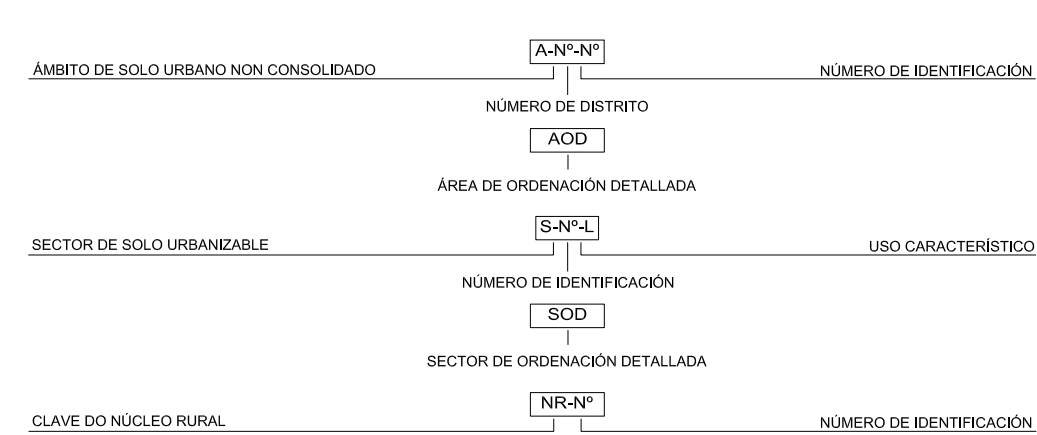 A-Nº-Nº
ÁMBITO DE SOLO URBANO NON CONSOLIDADO
NÚMERO DE IDENTIFICACIÓN
NÚMERO DE DISTRITO
AOD
ÁREA DE ORDENACIÓN DETALLADA
S-Nº-L
SECTOR DE SOLO URBANIZABLE
USO CARACTERÍSTICO
NÚMERO DE IDENTIFICACIÓN
SOD
SECTOR DE ORDENACIÓN DETALLADA
NR-Nº
CLAVE DO NÚCLEO RURAL
NÚMERO DE IDENTIFICACIÓN